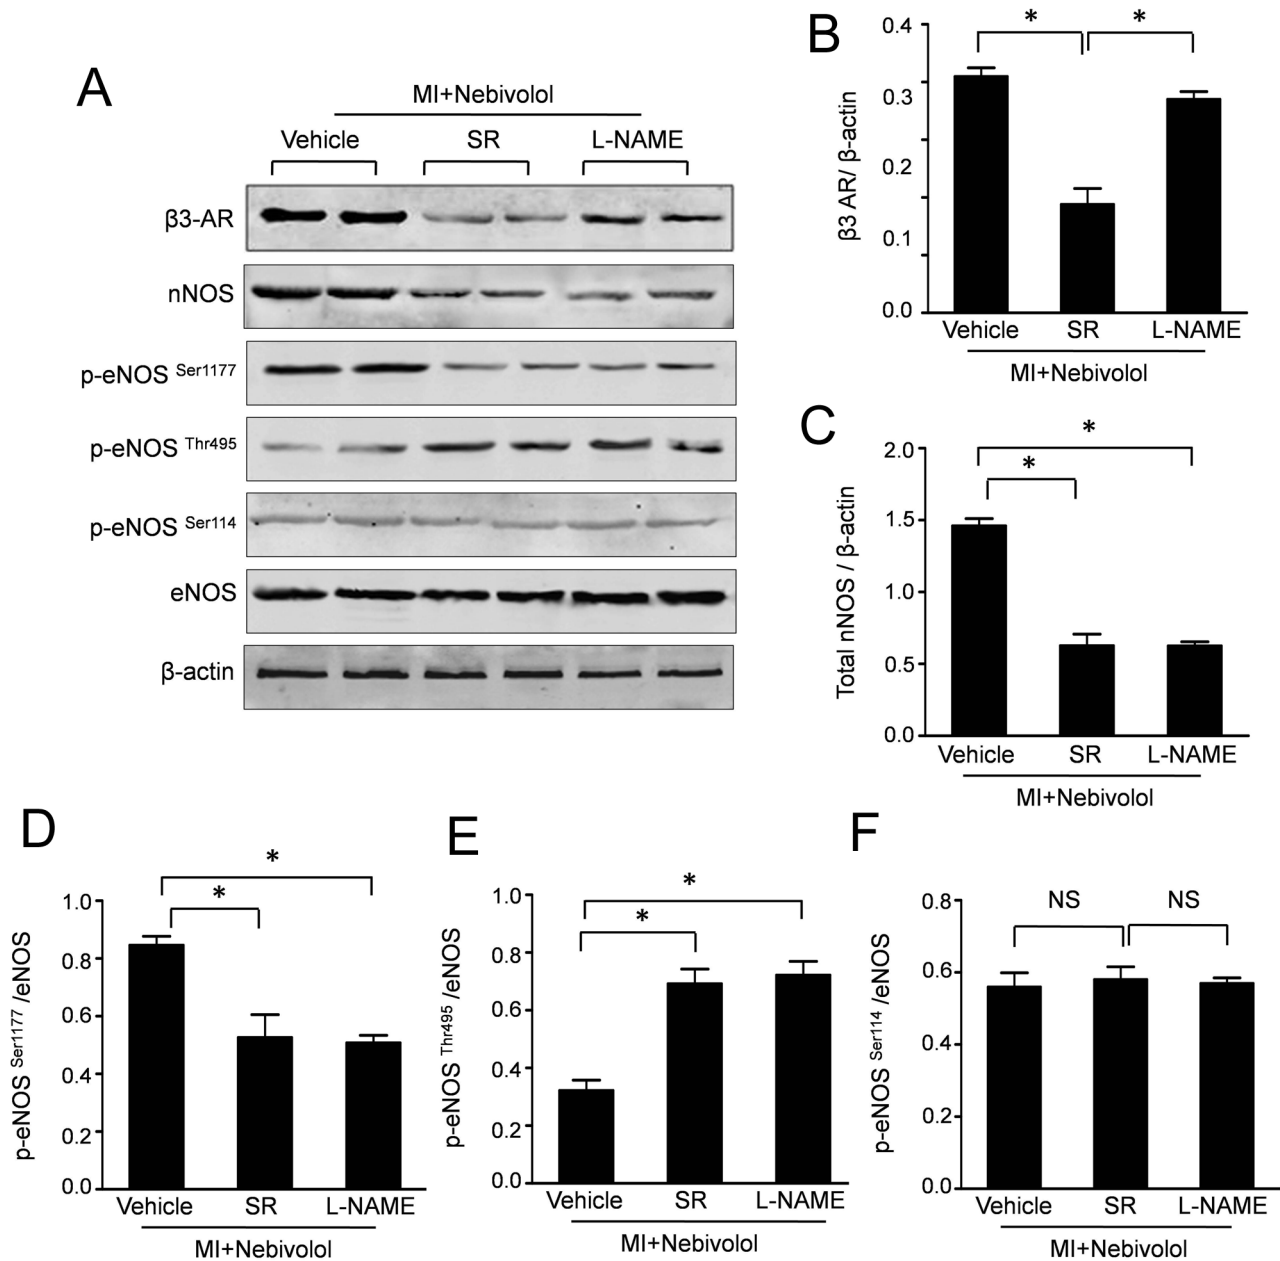 A
MI+Nebivolol
Vehicle SR L-NAME
β3-AR
nNOS
p-eNOS Ser1177
p-eNOS Thr495
p-eNOS Ser114
eNOS
β-actin
B
β3 AR/ β-actin
0.4
0.3
0.2
0.1
0.0
* *
Vehicle SR L-NAME
MI+Nebivolol
C
Total nNOS / β-actin
2.0
1.5
1.0
0.5
0.0
*
*
Vehicle SR L-NAME
MI+Nebivolol
D
p-eNOS Ser1177 /eNOS
1.0
0.8
0.6
0.4
0.2
0.0
*
*
Vehicle SR L-NAME
MI+Nebivolol
E
p-eNOS Thr495 /eNOS
1.0
0.8
0.6
0.4
0.2
0.0
*
*
Vehicle SR L-NAME
MI+Nebivolol
F
p-eNOS Ser114 /eNOS
0.8
0.6
0.4
0.2
0.0
NS NS
Vehicle SR L-NAME
MI+Nebivolol